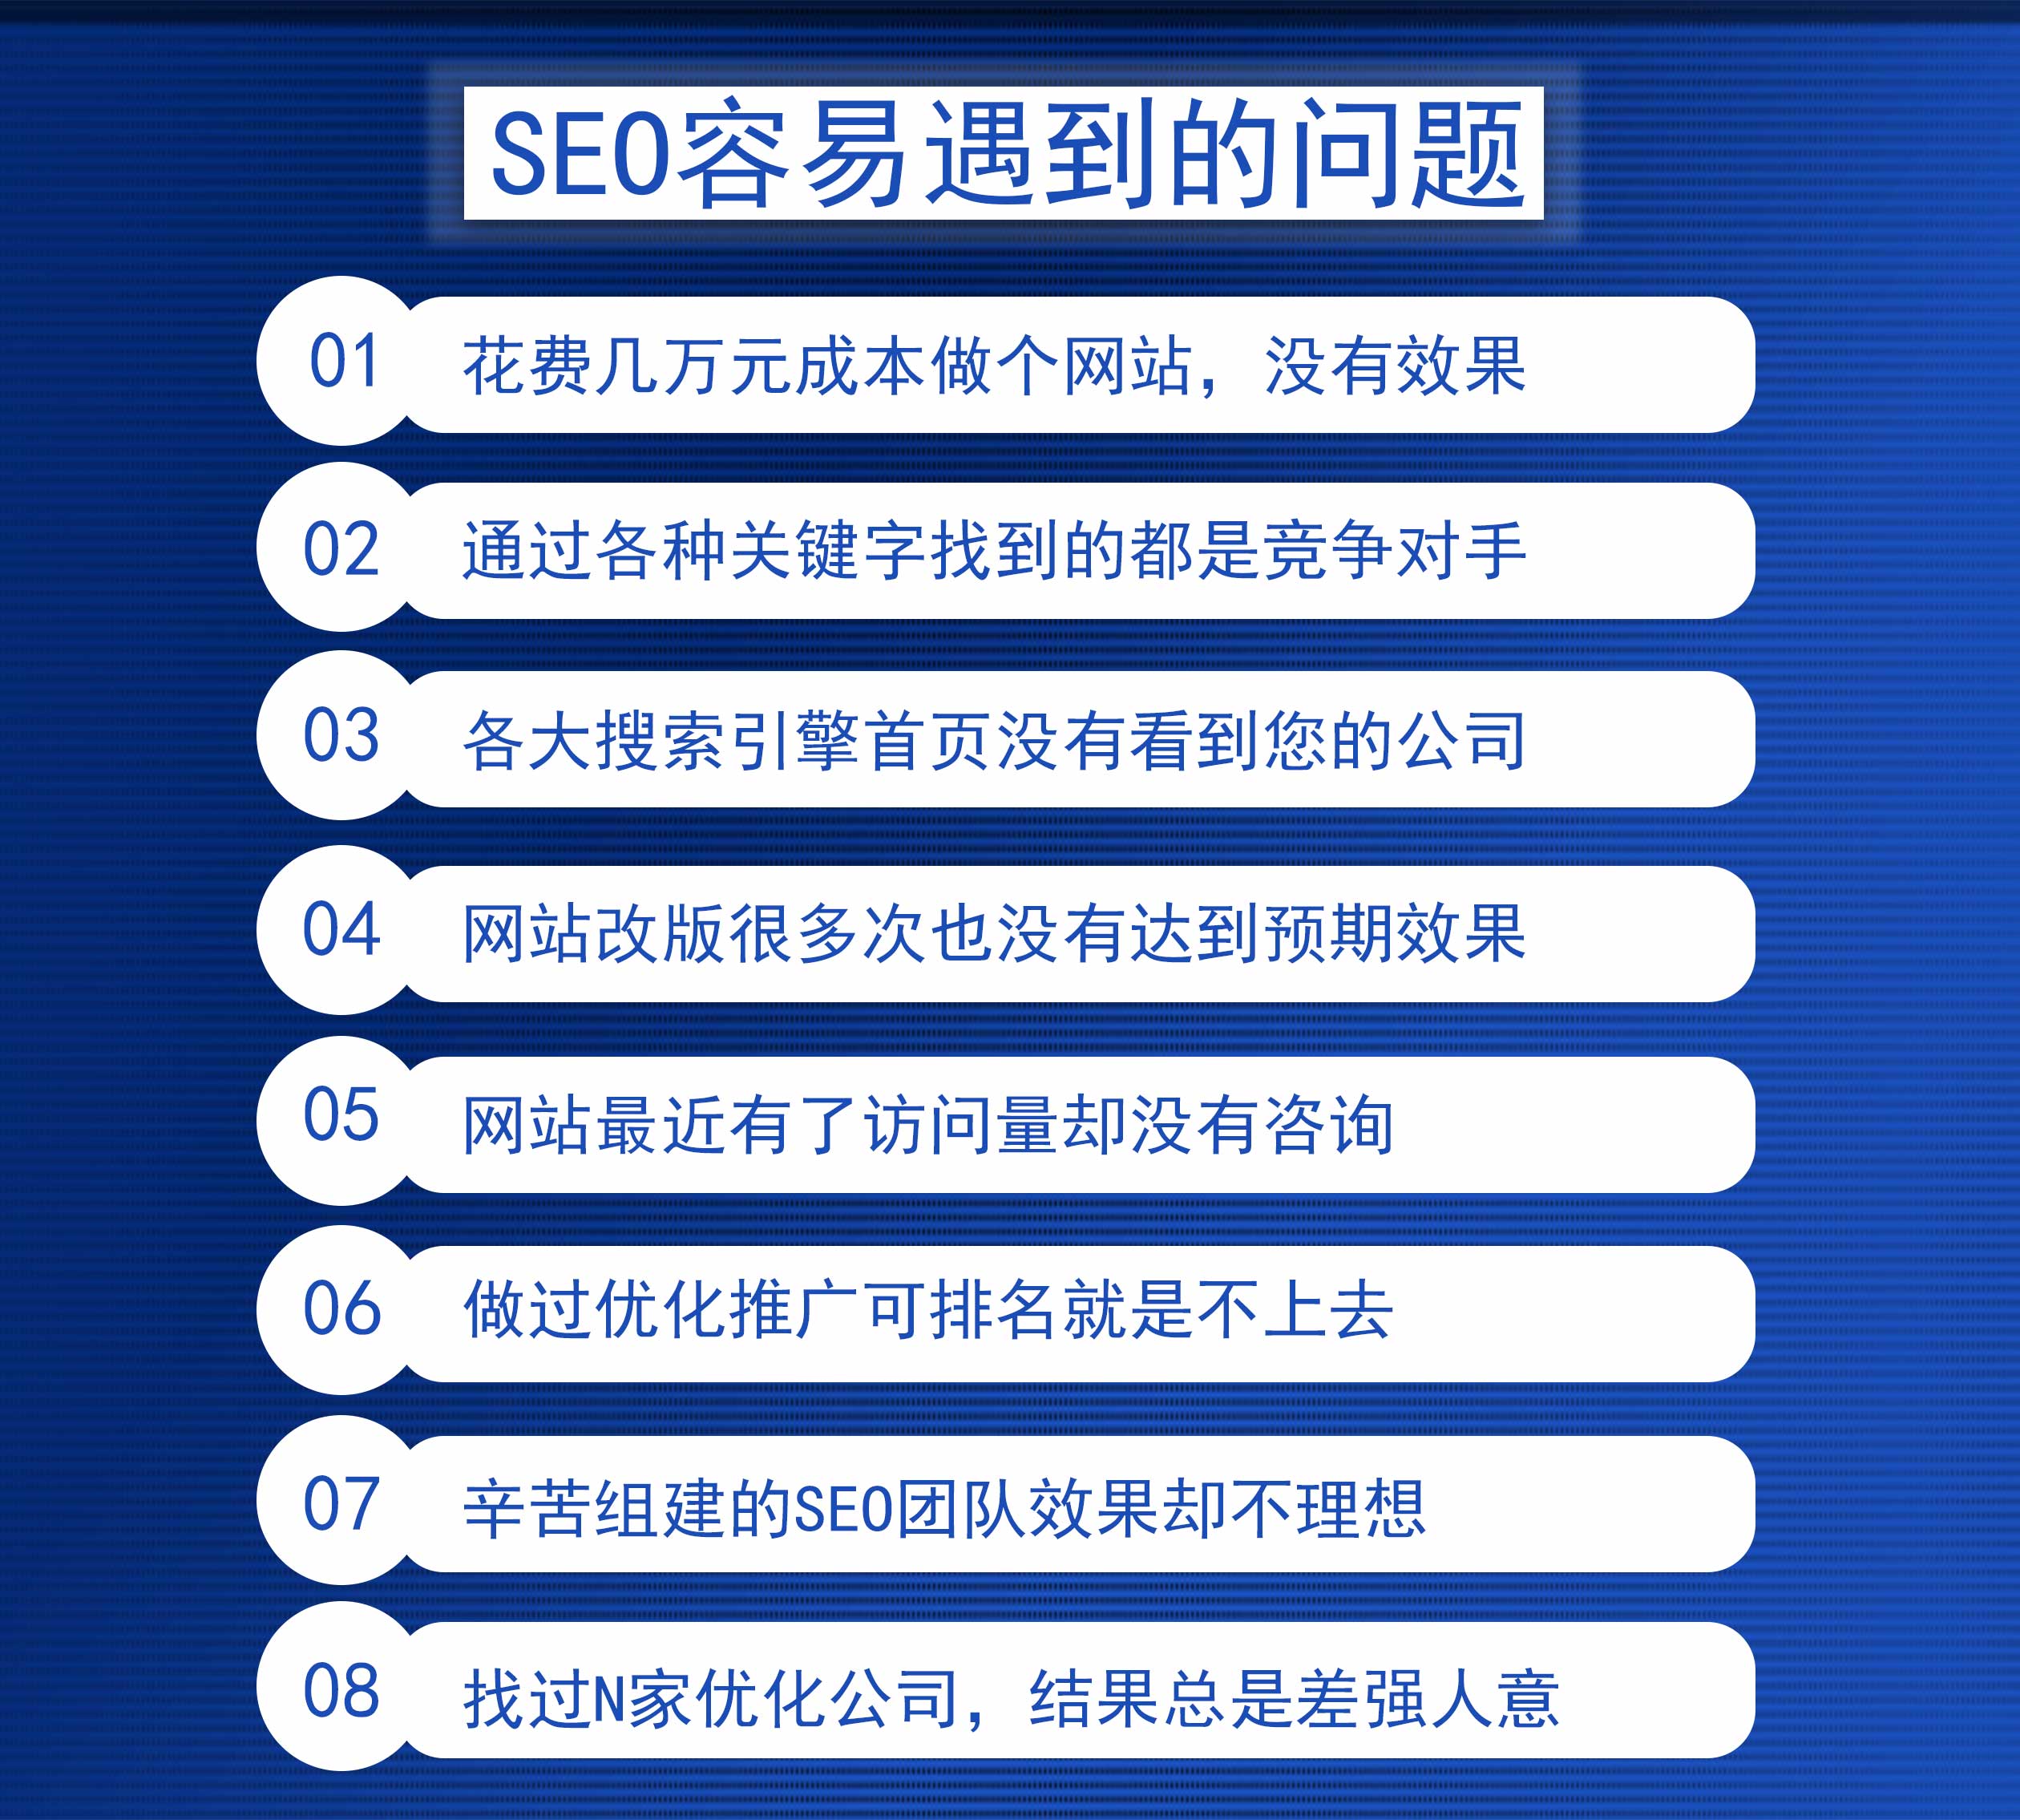 SEO容易遇到的问题
01 花费几万元成本做个网站，没有效果
02 通过各种关键字找到的都是竞争对手
03 各大搜索引擎首页没有看到您的公司
04 网站改版很多次也没有达到预期效果
05 网站最近有了访问量却没有咨询
06 做过优化推广可排名就是不上去
07 辛苦组建的SEO团队效果却不理想
08 找过N家优化公司，结果总是差强人意